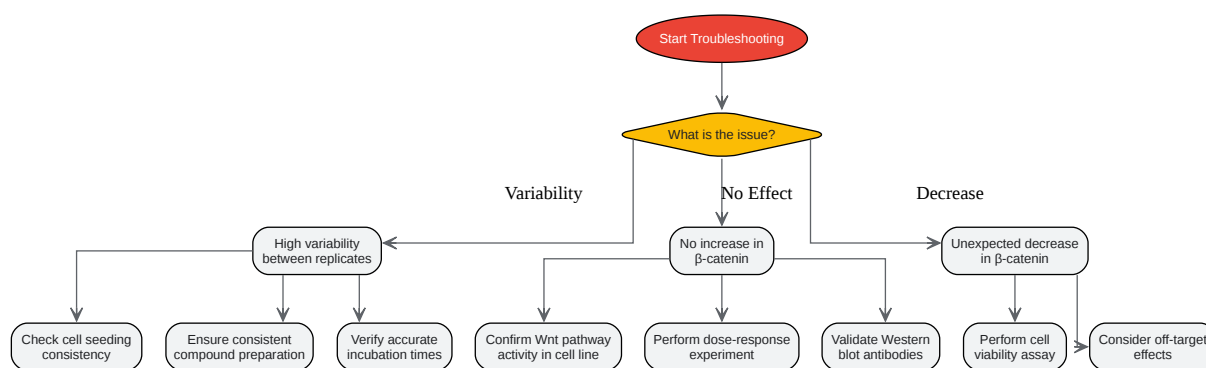 Start Troubleshooting
What is the issue?
Variability
No Effect
Decrease
High variability
between replicates
No increase in
β-catenin
Unexpected decrease
in β-catenin
Check cell seeding
consistency
Ensure consistent
compound preparation
Verify accurate
incubation times
Confirm Wnt pathway
activity in cell line
Perform dose-response
experiment
Validate Western
blot antibodies
Perform cell
viability assay
Consider off-target
effects